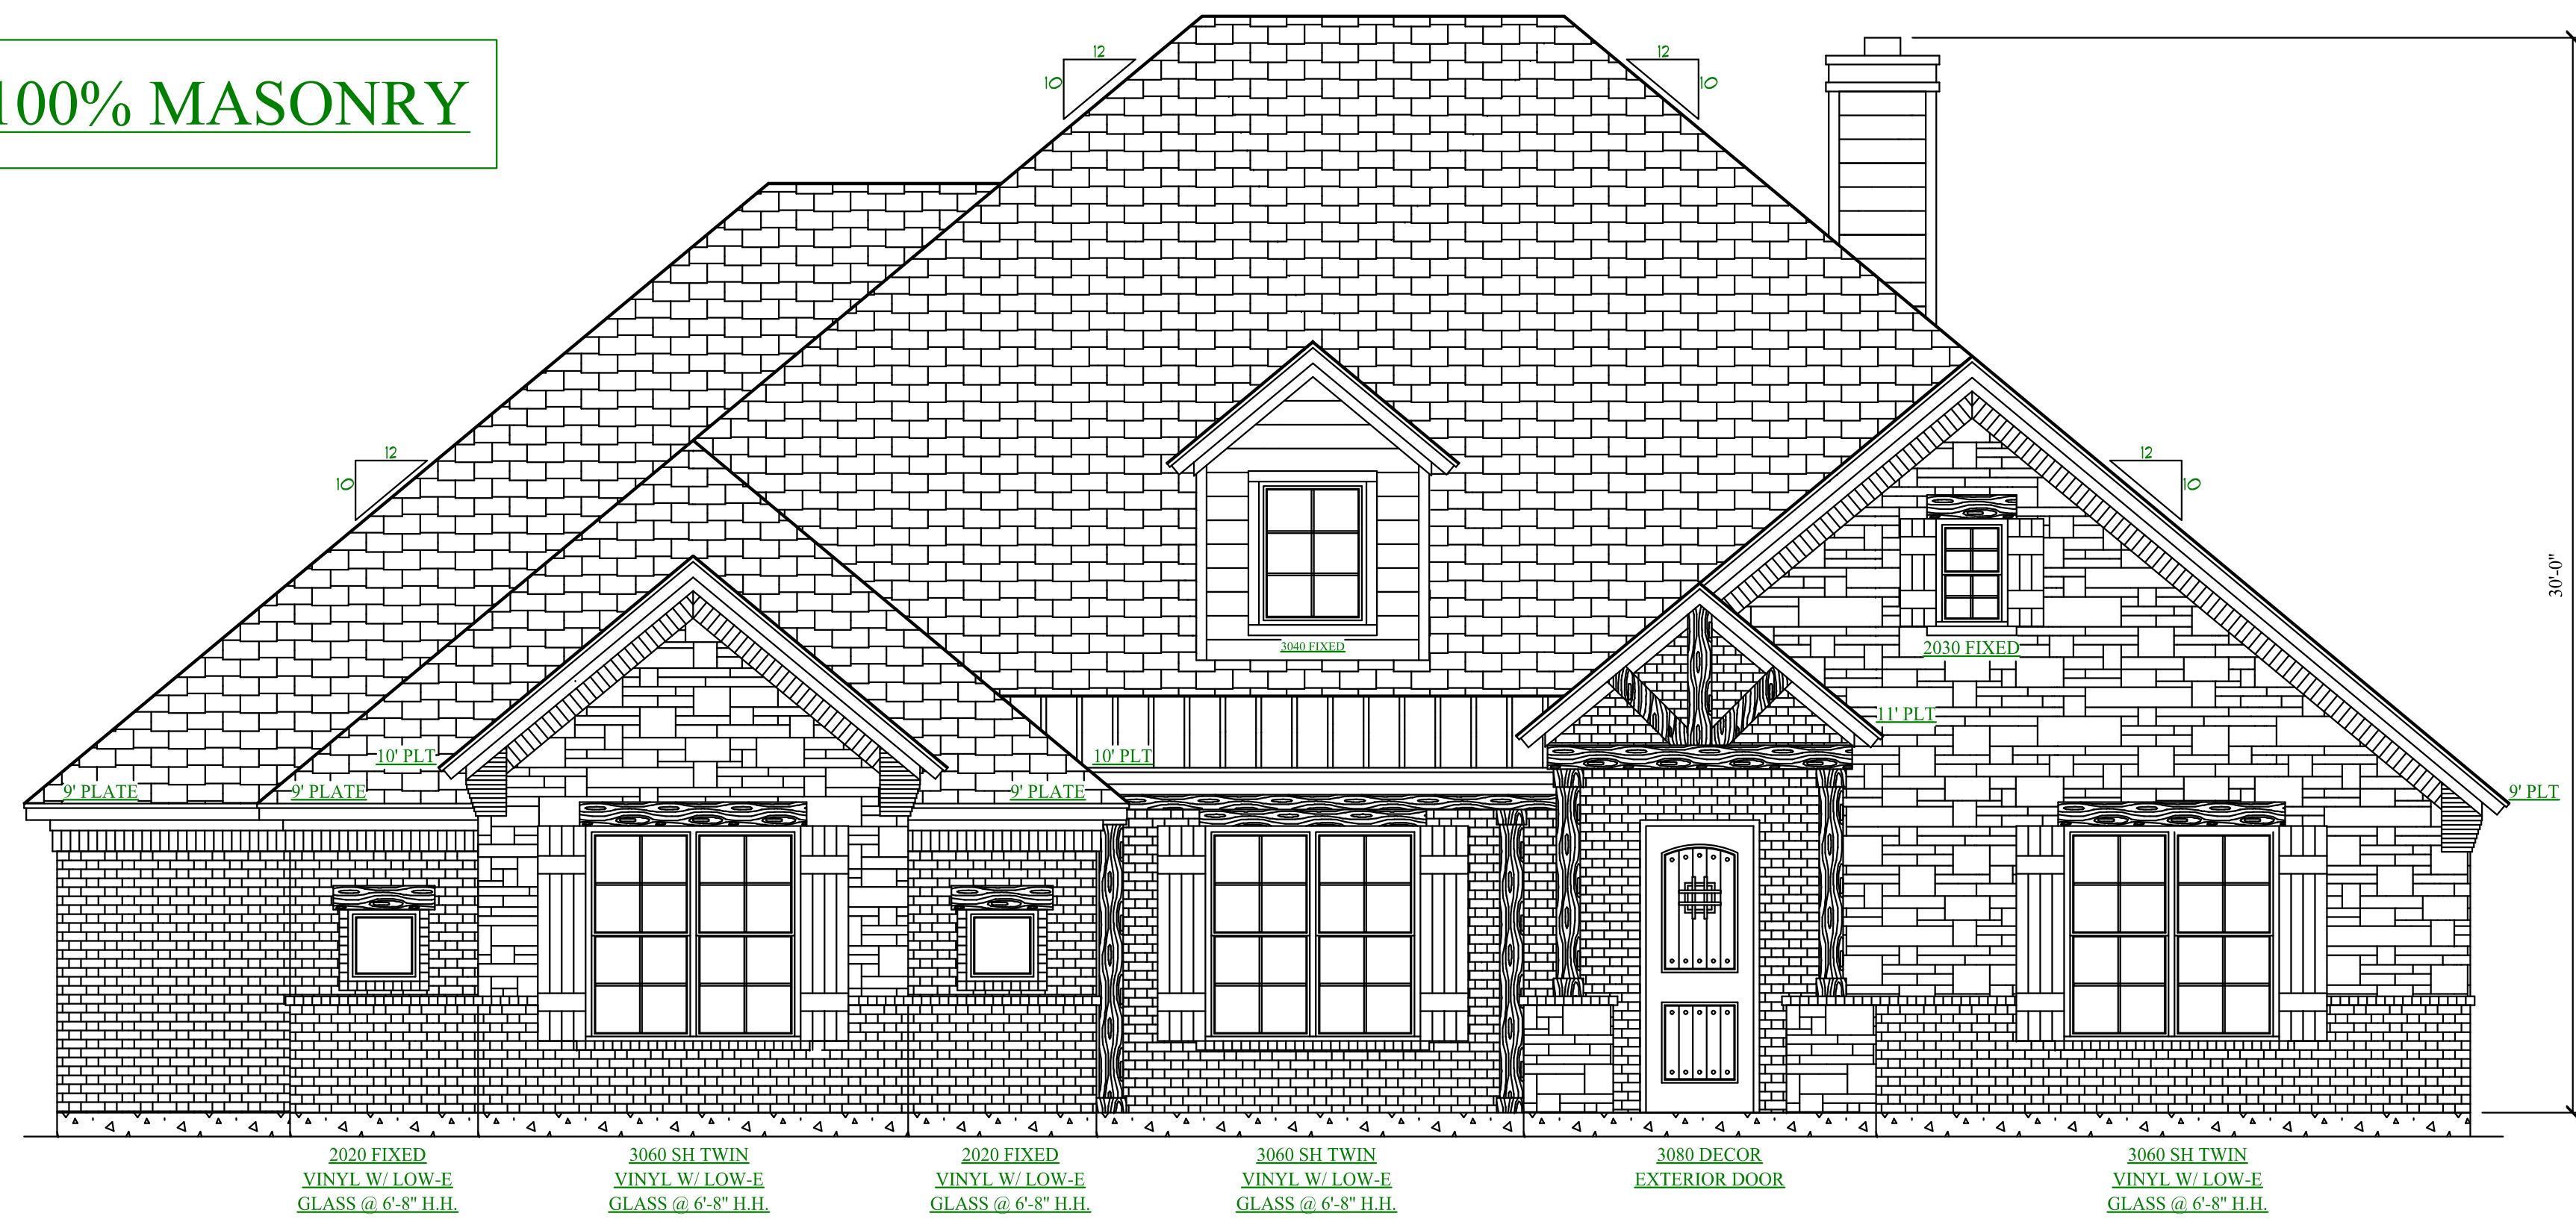 100% MASONRY
12
10
12
10
12
10
12
10
30'-0"
3040 FIXED
2030 FIXED
11' PLT
10' PLT
10' PLT
9' PLATE
9' PLATE
9' PLATE
9' PLT
2020 FIXED
VINYL W/ LOW-E
GLASS @ 6'-8" H.H.
3060 SH TWIN
VINYL W/ LOW-E
GLASS @ 6'-8" H.H.
2020 FIXED
VINYL W/ LOW-E
GLASS @ 6'-8" H.H.
3060 SH TWIN
VINYL W/ LOW-E
GLASS @ 6'-8" H.H.
3080 DECOR
EXTERIOR DOOR
3060 SH TWIN
VINYL W/ LOW-E
GLASS @ 6'-8" H.H.